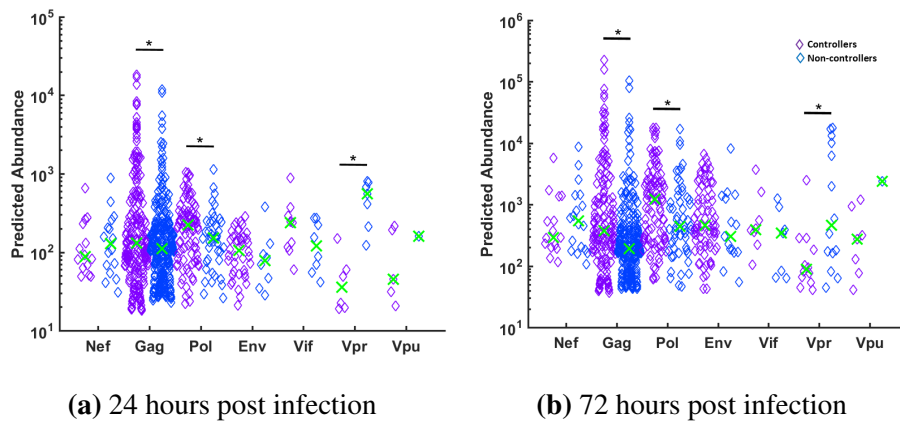 10^5
10^4
10^3
10^2
10^1
Predicted Abundance
*
*
*
Nef Gag Pol Env Vif Vpr Vpu
(a) 24 hours post infection
10^6
10^5
10^4
10^3
10^2
10^1
Predicted Abundance
*
*
*
Controllers
Non-controllers
Nef Gag Pol Env Vif Vpr Vpu
(b) 72 hours post infection